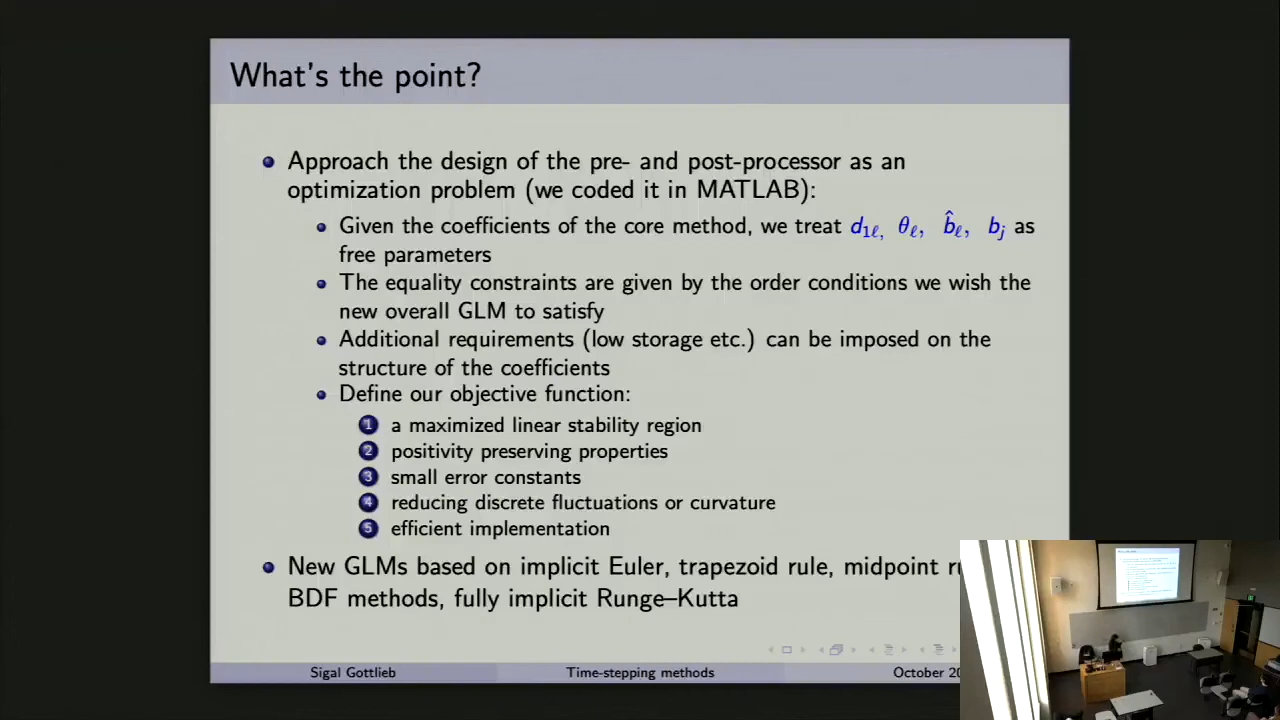 What's the point?
Approach the design of the pre- and post-processor as an
optimization problem (we coded it in MATLAB):
Given the coefficients of the core method, we treat d₁ℓ, θℓ, b̂ℓ, bⱼ as
free parameters
The equality constraints are given by the order conditions we wish the
new overall GLM to satisfy
Additional requirements (low storage etc.) can be imposed on the
structure of the coefficients
Define our objective function:
1 a maximized linear stability region
2 positivity preserving properties
3 small error constants
4 reducing discrete fluctuations or curvature
5 efficient implementation
New GLMs based on implicit Euler, trapezoid rule, midpoint
BDF methods, fully implicit Runge–Kutta
Sigal Gottlieb Time-stepping methods October